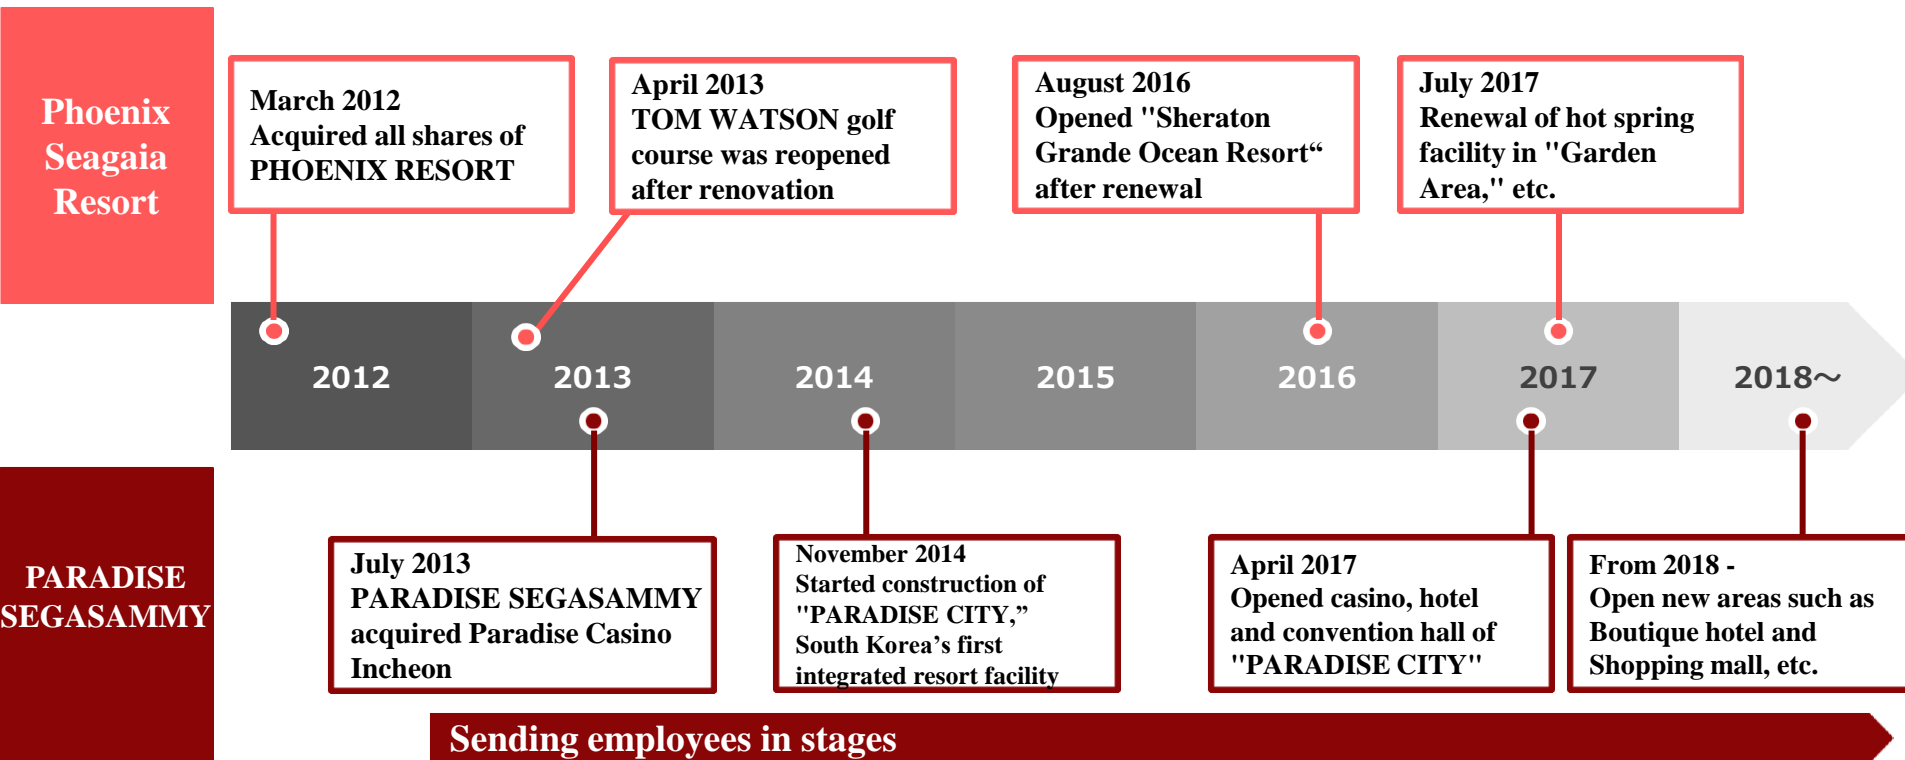 Phoenix
Seagaia
Resort
March 2012
Acquired all shares of
PHOENIX RESORT
April 2013
TOM WATSON golf
course was reopened
after renovation
August 2016
Opened "Sheraton
Grande Ocean Resort“
after renewal
July 2017
Renewal of hot spring
facility in "Garden
Area," etc.
2012
2013
2014
2015
2016
2017
2018～
PARADISE
SEGASAMMY
July 2013
PARADISE SEGASAMMY
acquired Paradise Casino
Incheon
November 2014
Started construction of
"PARADISE CITY,”
South Korea’s first
integrated resort facility
April 2017
Opened casino, hotel
and convention hall of
"PARADISE CITY"
From 2018 -
Open new areas such as
Boutique hotel and
Shopping mall, etc.
Sending employees in stages